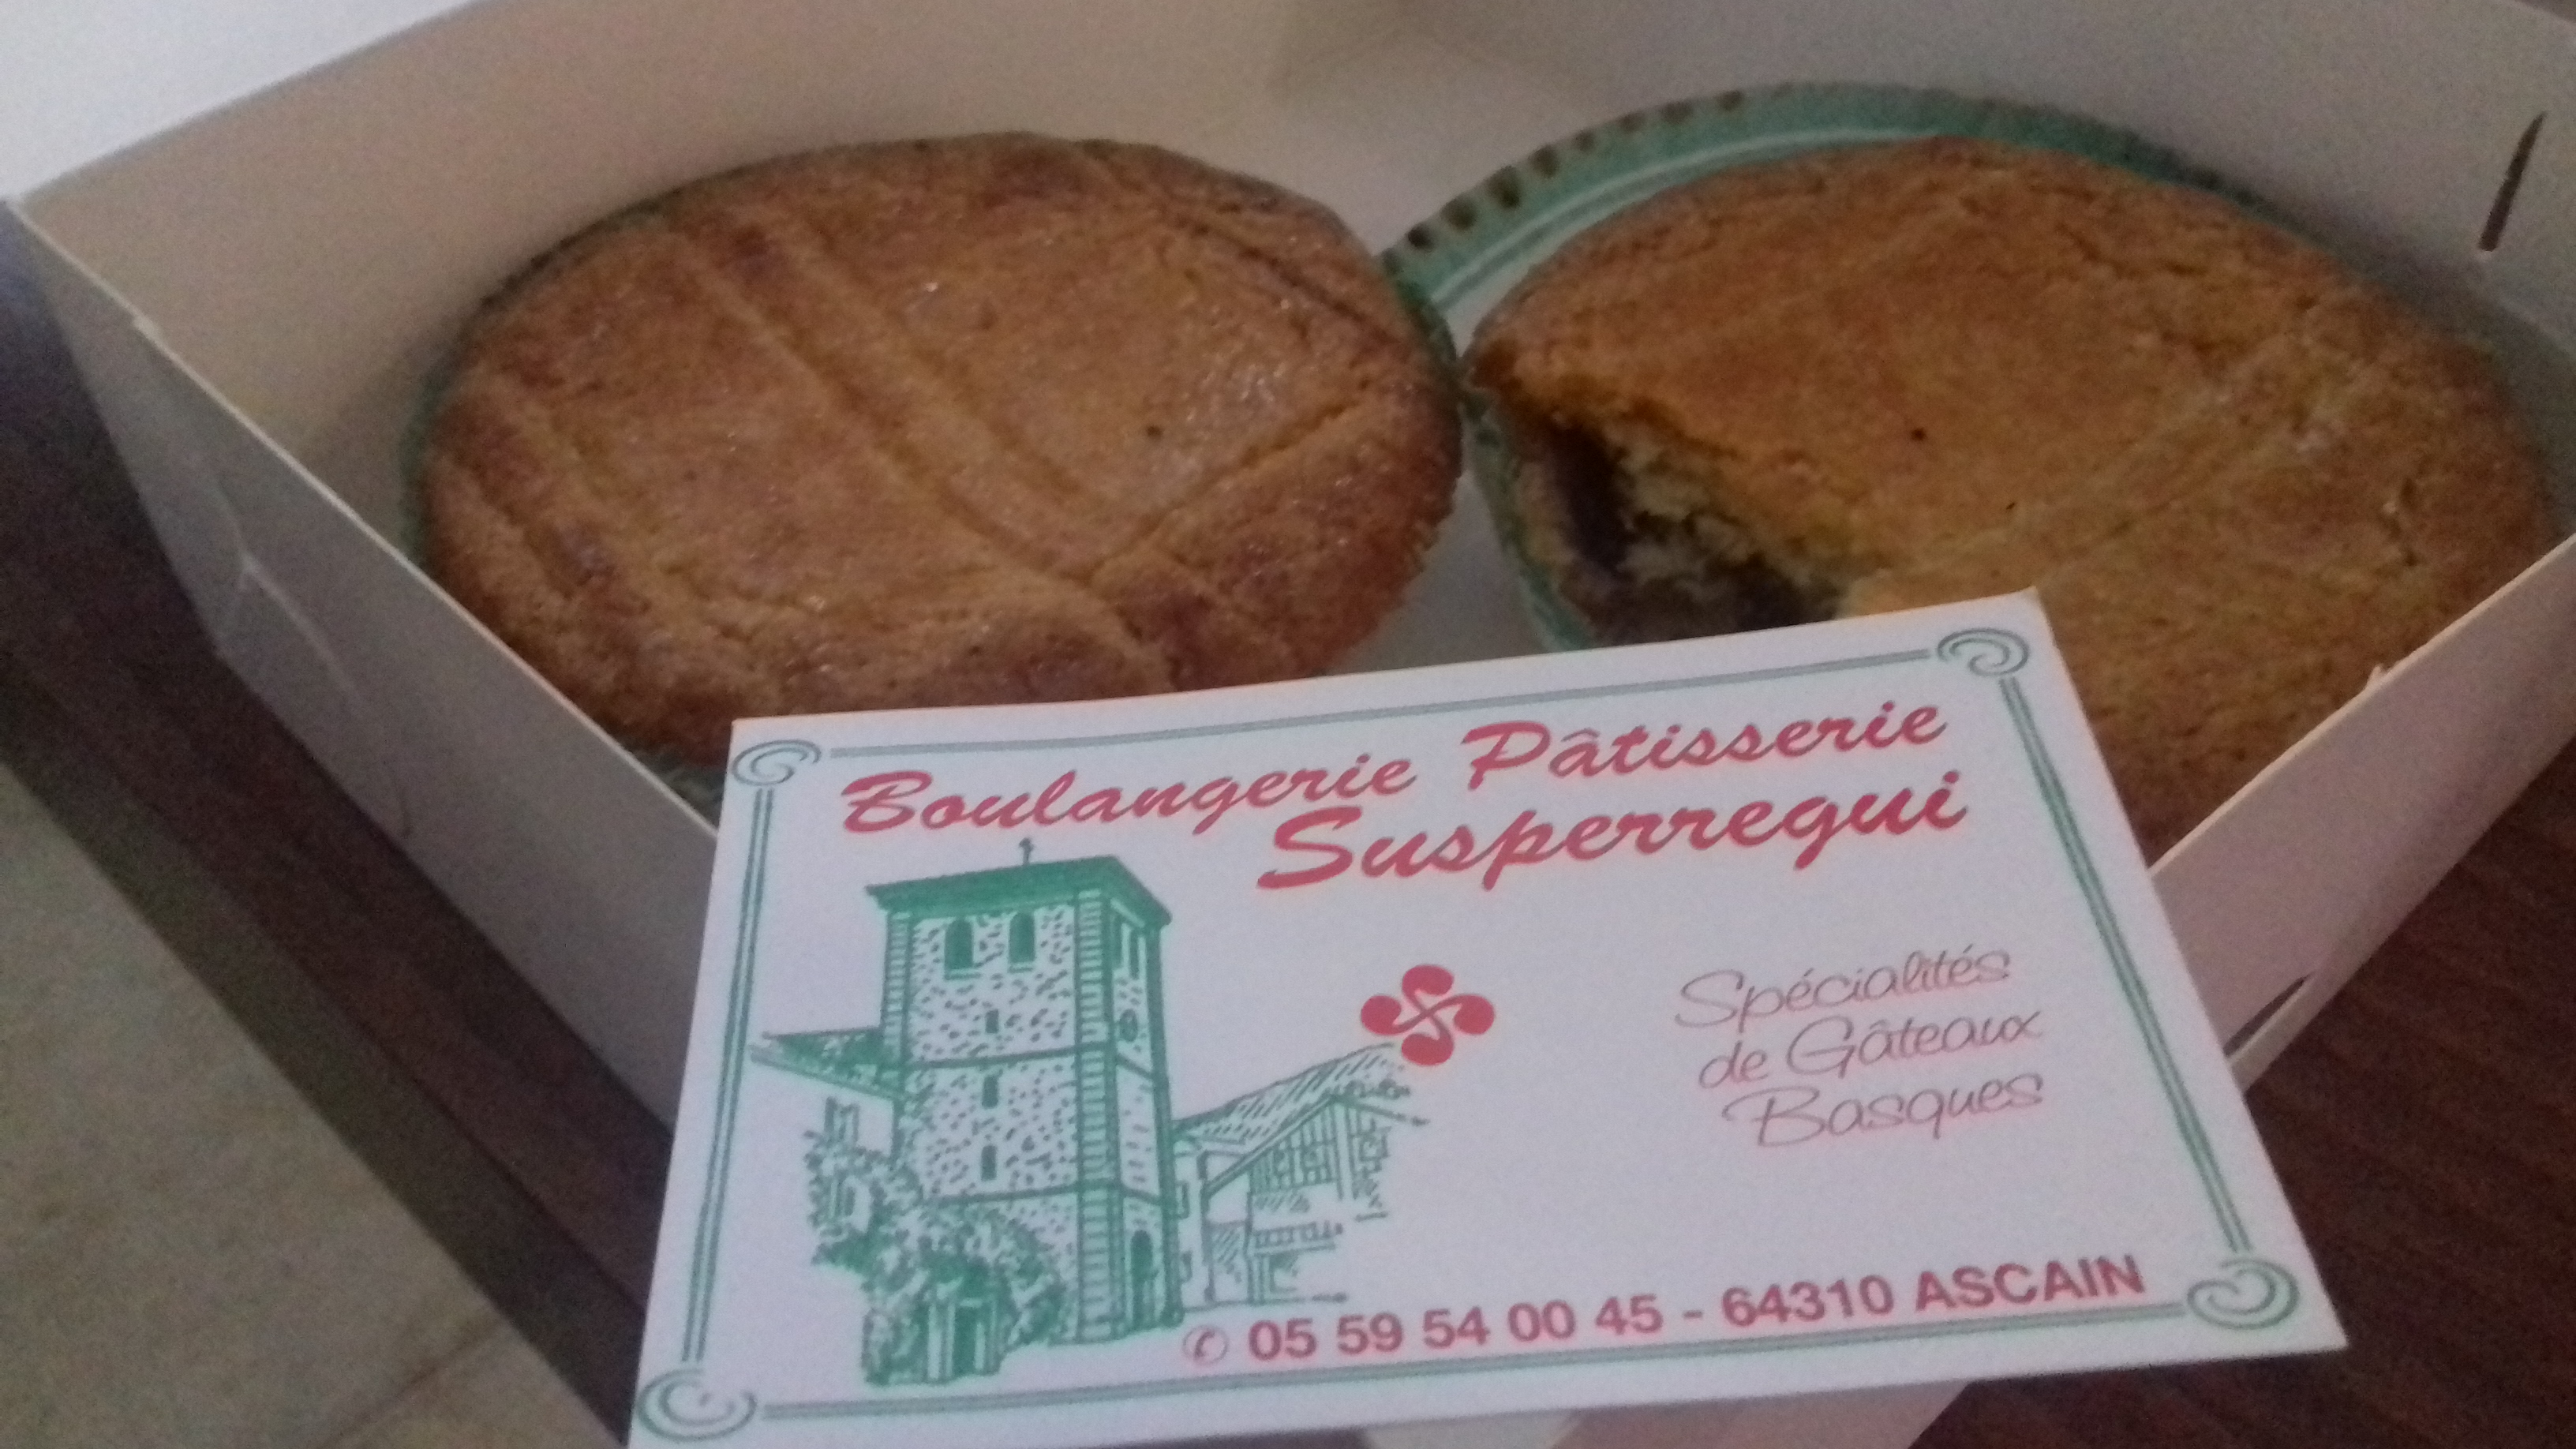 Boulangerie Pâtisserie
Susperregui
Spécialités
de Gâteaux
Basques
✆ 05 59 54 00 45 - 64310 ASCAIN